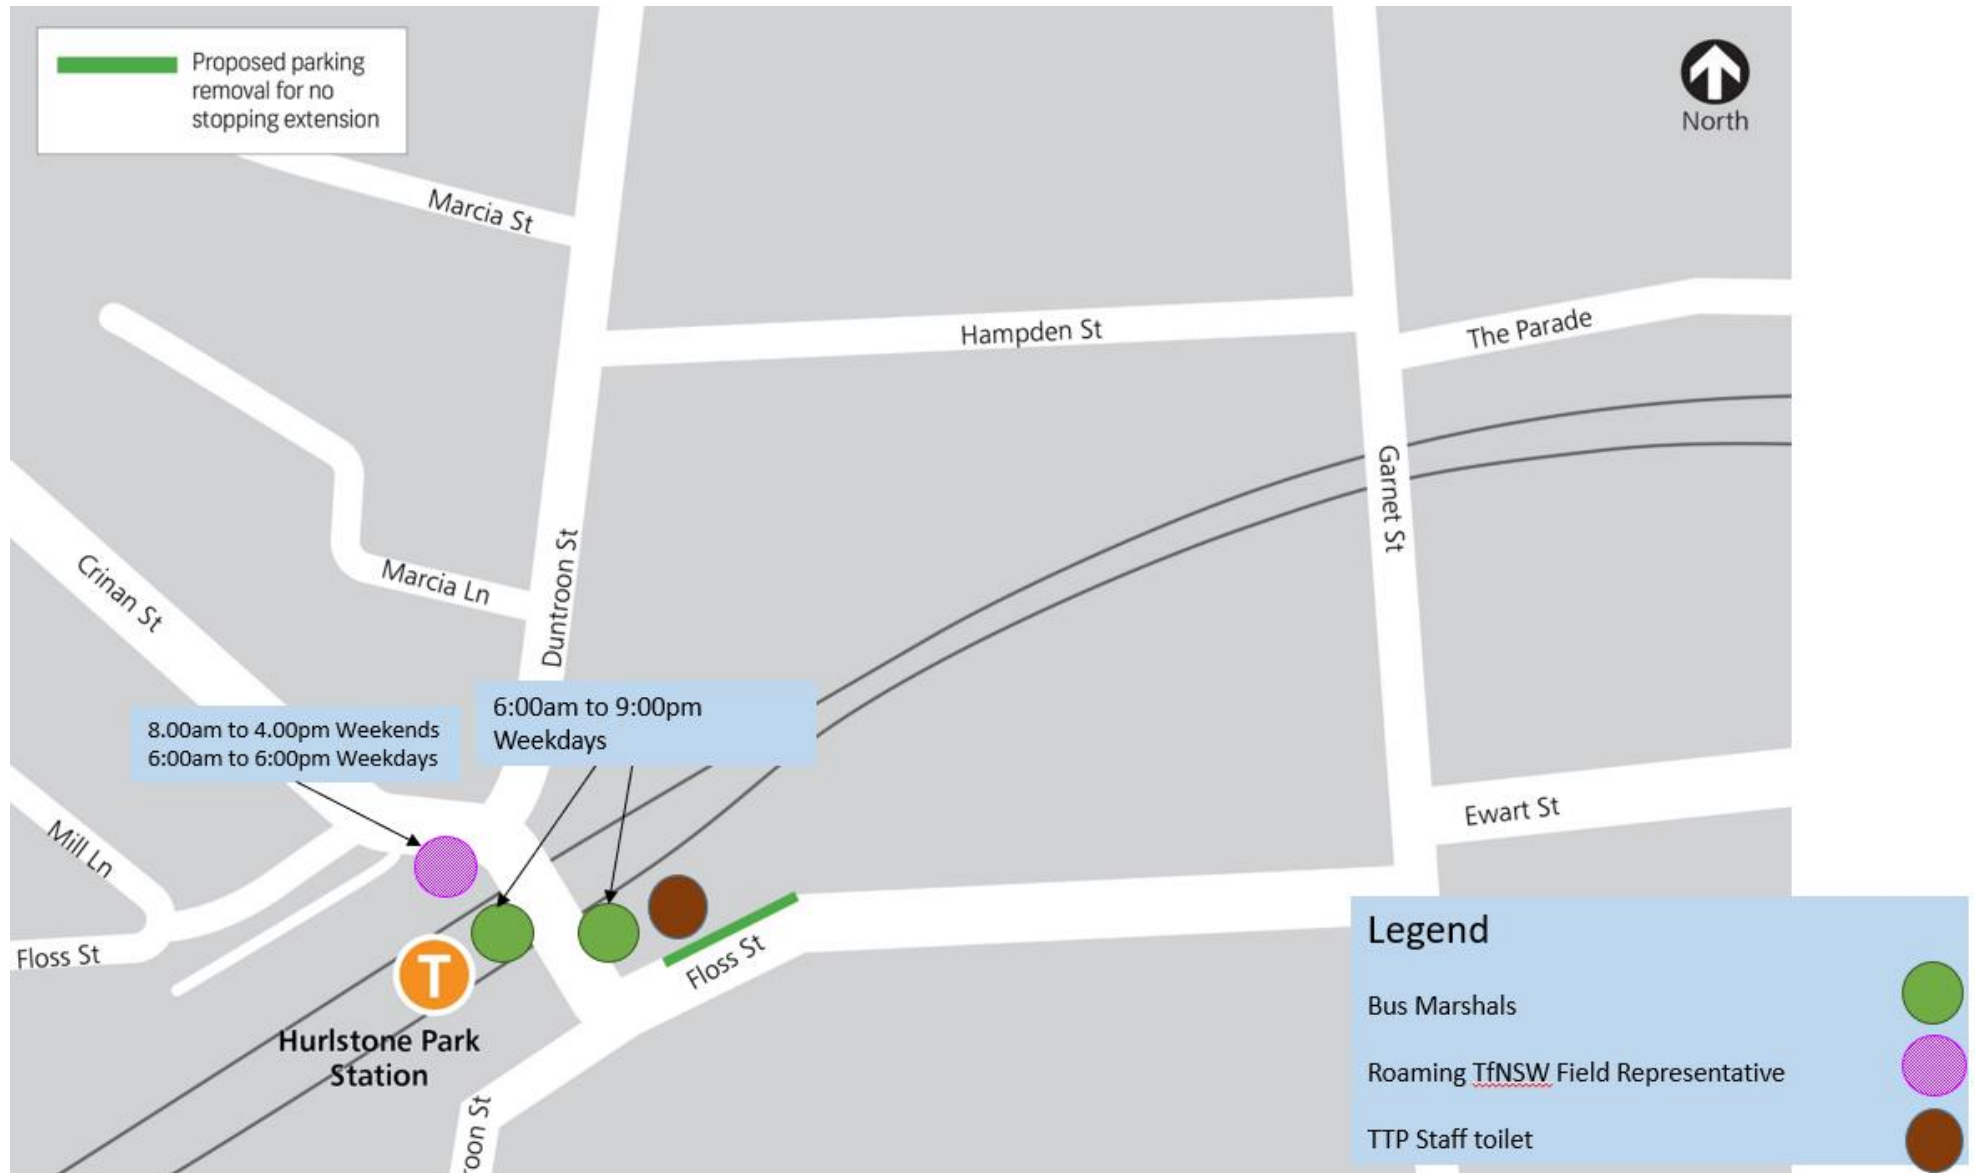 Proposed parking
removal for no
stopping extension
North
Marcia St
Hampden St
The Parade
Garnet St
Crinan St
Marcia Ln
Duntroon St
8.00am to 4.00pm Weekends
6:00am to 6:00pm Weekdays
6:00am to 9:00pm
Weekdays
Ewart St
Mill Ln
Floss St
Floss St
T
Hurlstone Park
Station
roon St
Legend
Bus Marshals
Roaming TfNSW Field Representative
TTP Staff toilet